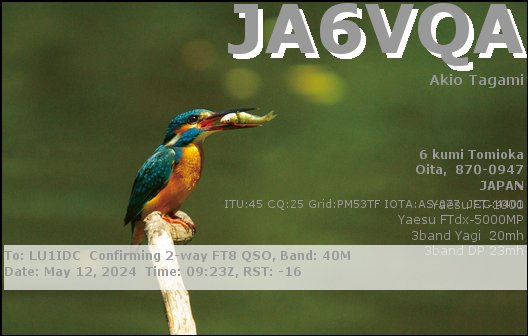 JA6VQA
Akio Tagami
6 kumi Tomioka
Oita, 870-0947
JAPAN
ITU:45 CQ:25 Grid:PM53TF IOTA:AS-077
Yaesu FTdx-5000MP
3band Yagi 20mh
3band DP 23mh
To: LU1IDC Confirming 2-way FT8 QSO, Band: 40M
Date: May 12, 2024 Time: 09:23Z, RST: -16